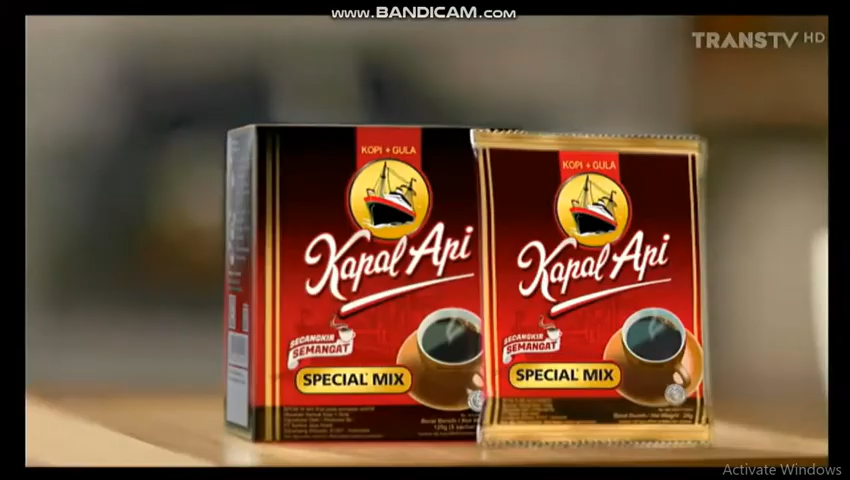 www.BANDICAM.com
TRANSTV HD
KOPI + GULA
Kapal Api
SECANGKIR
SEMANGAT
SPECIAL MIX
KOPI + GULA
Kapal Api
SECANGKIR
SEMANGAT
SPECIAL MIX
Activate Windows